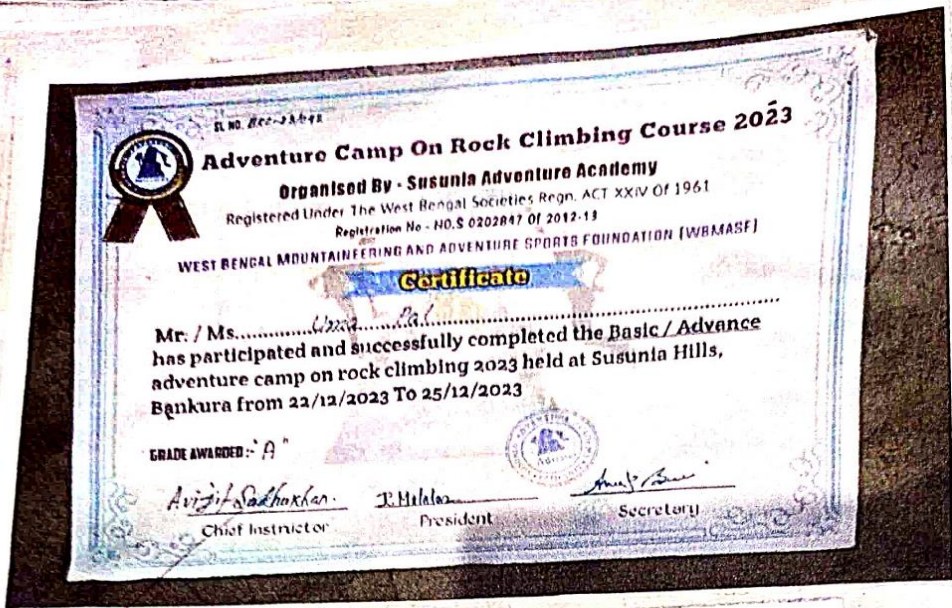 SL NO.
Adventure Camp On Rock Climbing Course 2023
Organised By - Susunia Adventure Academy
Registered Under The West Bengal Societies Regn. ACT XXIV Of 1961
Registration No - NO.S 0202847 Of 2012-13
WEST BENGAL MOUNTAINEERING AND ADVENTURE SPORTS FOUNDATION (WBMASF)
Certificate
Mr. / Ms. Pal
has participated and successfully completed the Basic / Advance
adventure camp on rock climbing 2023 held at Susunia Hills,
Bankura from 22/12/2023 To 25/12/2023
GRADE AWARDED :- "A"
Chief Instructor
President
Secretory